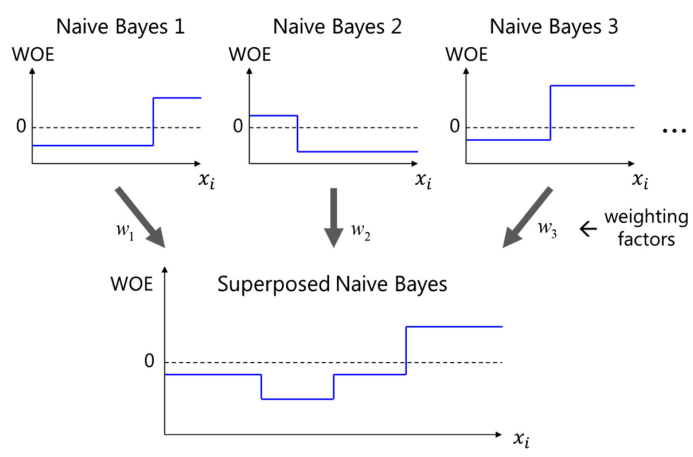 Naive Bayes 1
Naive Bayes 2
Naive Bayes 3
WOE
WOE
WOE
0
0
0
...
x_i
x_i
x_i
w_1
w_2
w_3
← weighting
factors
WOE
Superposed Naive Bayes
0
x_i